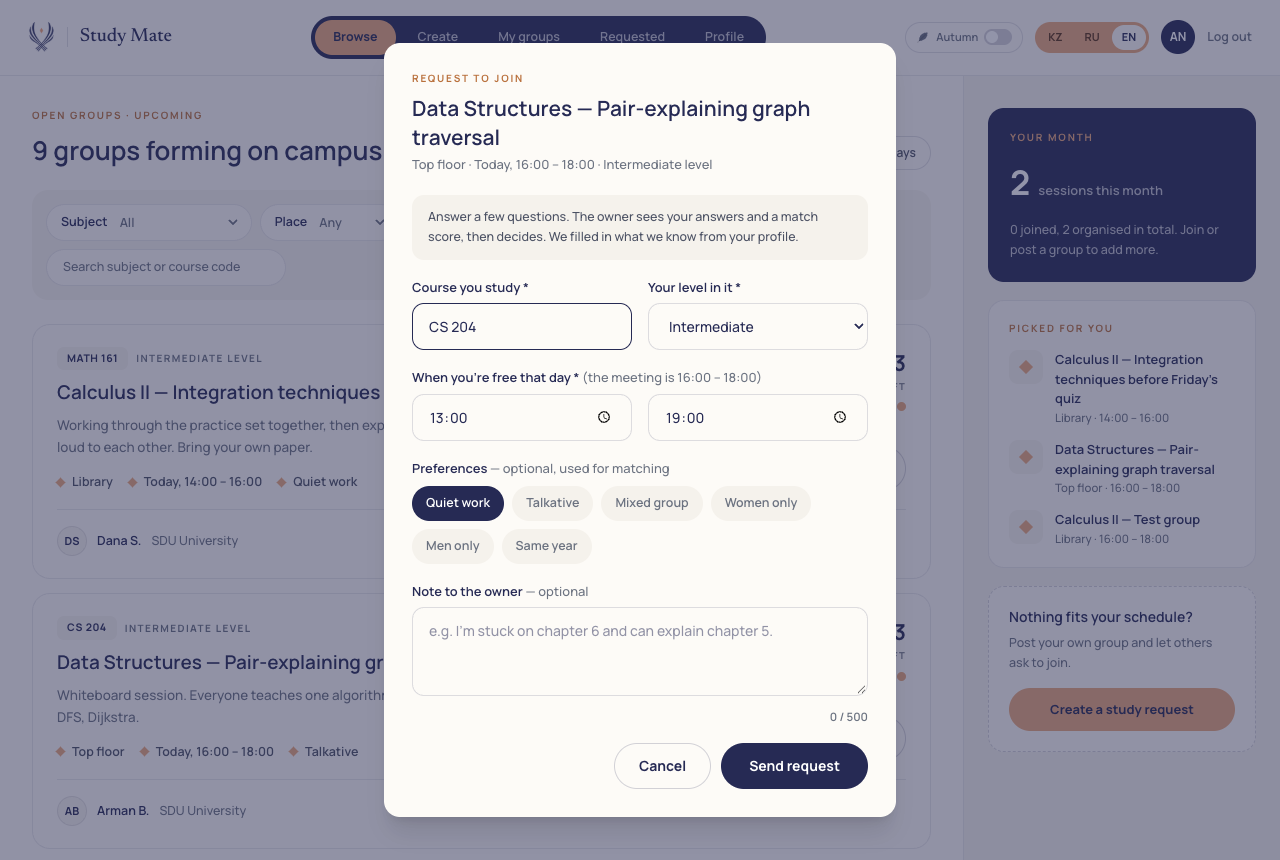 Study Mate
Browse
Create
My groups
Requested
Profile
Autumn
KZ
RU
EN
AN
Log out
OPEN GROUPS · UPCOMING
9 groups forming on campus
ays
Subject All
Place Any
Search subject or course code
MATH 161 INTERMEDIATE LEVEL
Calculus II — Integration techniques
Working through the practice set together, then exp
loud to each other. Bring your own paper.
Library
Today, 14:00 – 16:00
Quiet work
DS Dana S. SDU University
3
FT
CS 204 INTERMEDIATE LEVEL
Data Structures — Pair-explaining gr
Whiteboard session. Everyone teaches one algorith
DFS, Dijkstra.
Top floor
Today, 16:00 – 18:00
Talkative
AB Arman B. SDU University
3
FT
REQUEST TO JOIN
Data Structures — Pair-explaining graph
traversal
Top floor · Today, 16:00 – 18:00 · Intermediate level
Answer a few questions. The owner sees your answers and a match
score, then decides. We filled in what we know from your profile.
Course you study *
Your level in it *
CS 204
Intermediate
When you're free that day * (the meeting is 16:00 – 18:00)
13:00
19:00
Preferences — optional, used for matching
Quiet work
Talkative
Mixed group
Women only
Men only
Same year
Note to the owner — optional
e.g. I'm stuck on chapter 6 and can explain chapter 5.
0 / 500
Cancel
Send request
YOUR MONTH
2 sessions this month
0 joined, 2 organised in total. Join or
post a group to add more.
PICKED FOR YOU
Calculus II — Integration
techniques before Friday's
quiz
Library · 14:00 – 16:00
Data Structures — Pair-
explaining graph traversal
Top floor · 16:00 – 18:00
Calculus II — Test group
Library · 16:00 – 18:00
Nothing fits your schedule?
Post your own group and let others
ask to join.
Create a study request